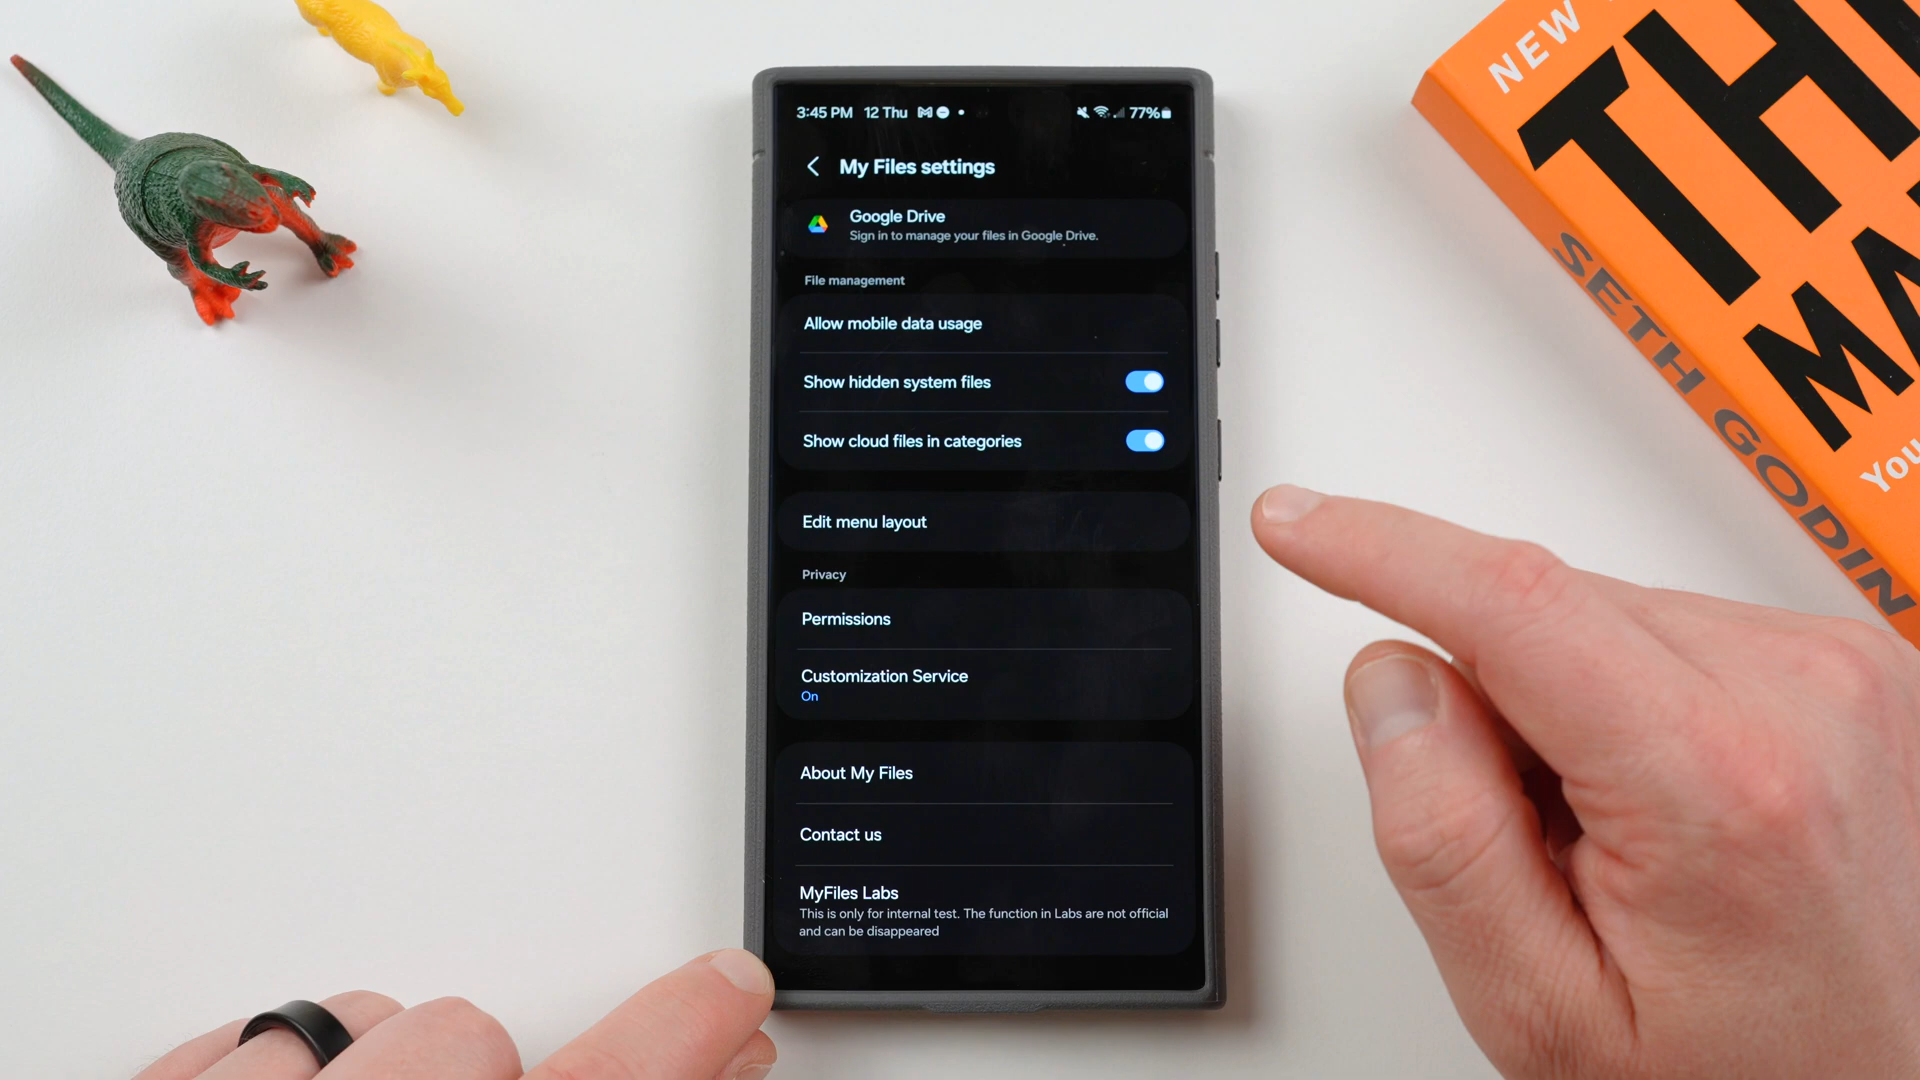 3:45 PM 12 Thu 77%
My Files settings
Google Drive
Sign in to manage your files in Google Drive.
File management
Allow mobile data usage
Show hidden system files
Show cloud files in categories
Edit menu layout
Privacy
Permissions
Customization Service
On
About My Files
Contact us
MyFiles Labs
This is only for internal test. The function in Labs are not official
and can be disappeared
NEW
TH
MA
You
SETH GODIN